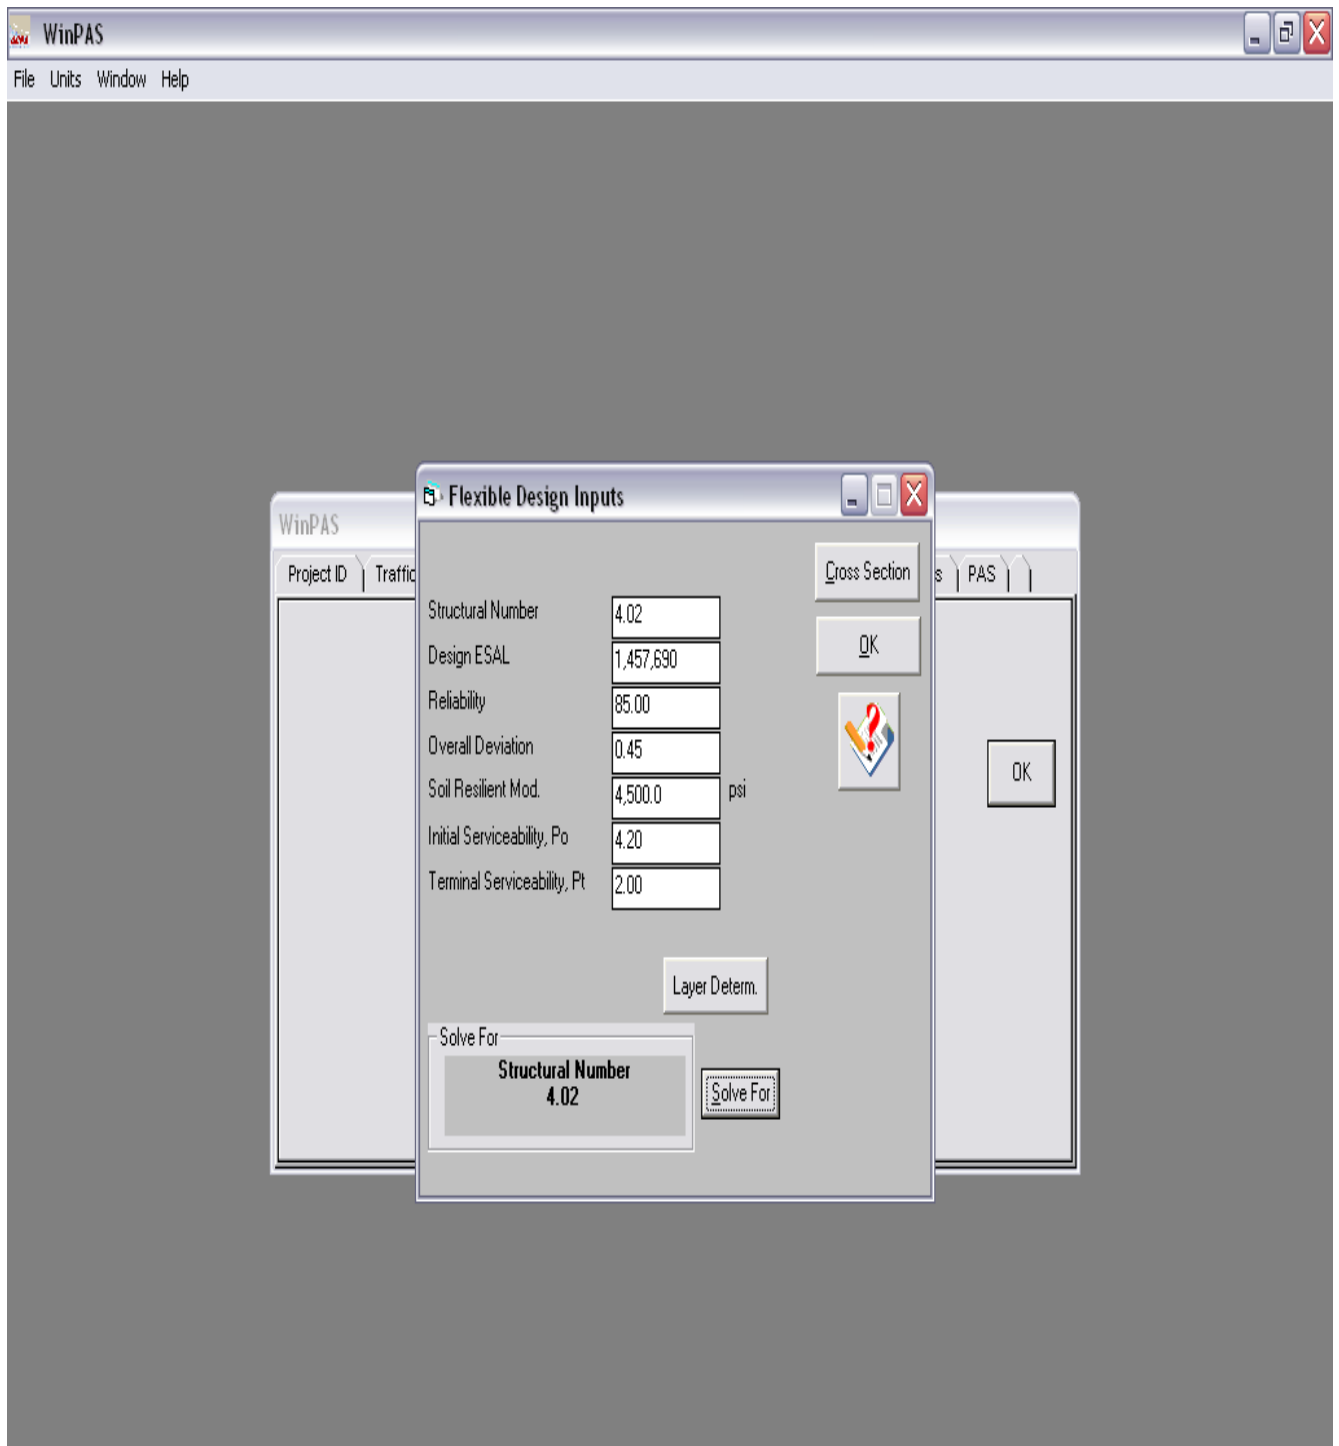 WinPAS
File Units Window Help
Flexible Design Inputs
WinPAS
Project ID Traffic s PAS
Cross Section
Structural Number 4.02
OK
Design ESAL 1,457,690
Reliability 85.00
Overall Deviation 0.45
OK
Soil Resilient Mod. 4,500.0 psi
Initial Serviceability, Po 4.20
Terminal Serviceability, Pt 2.00
Layer Determ.
Solve For
Structural Number
4.02
Solve For